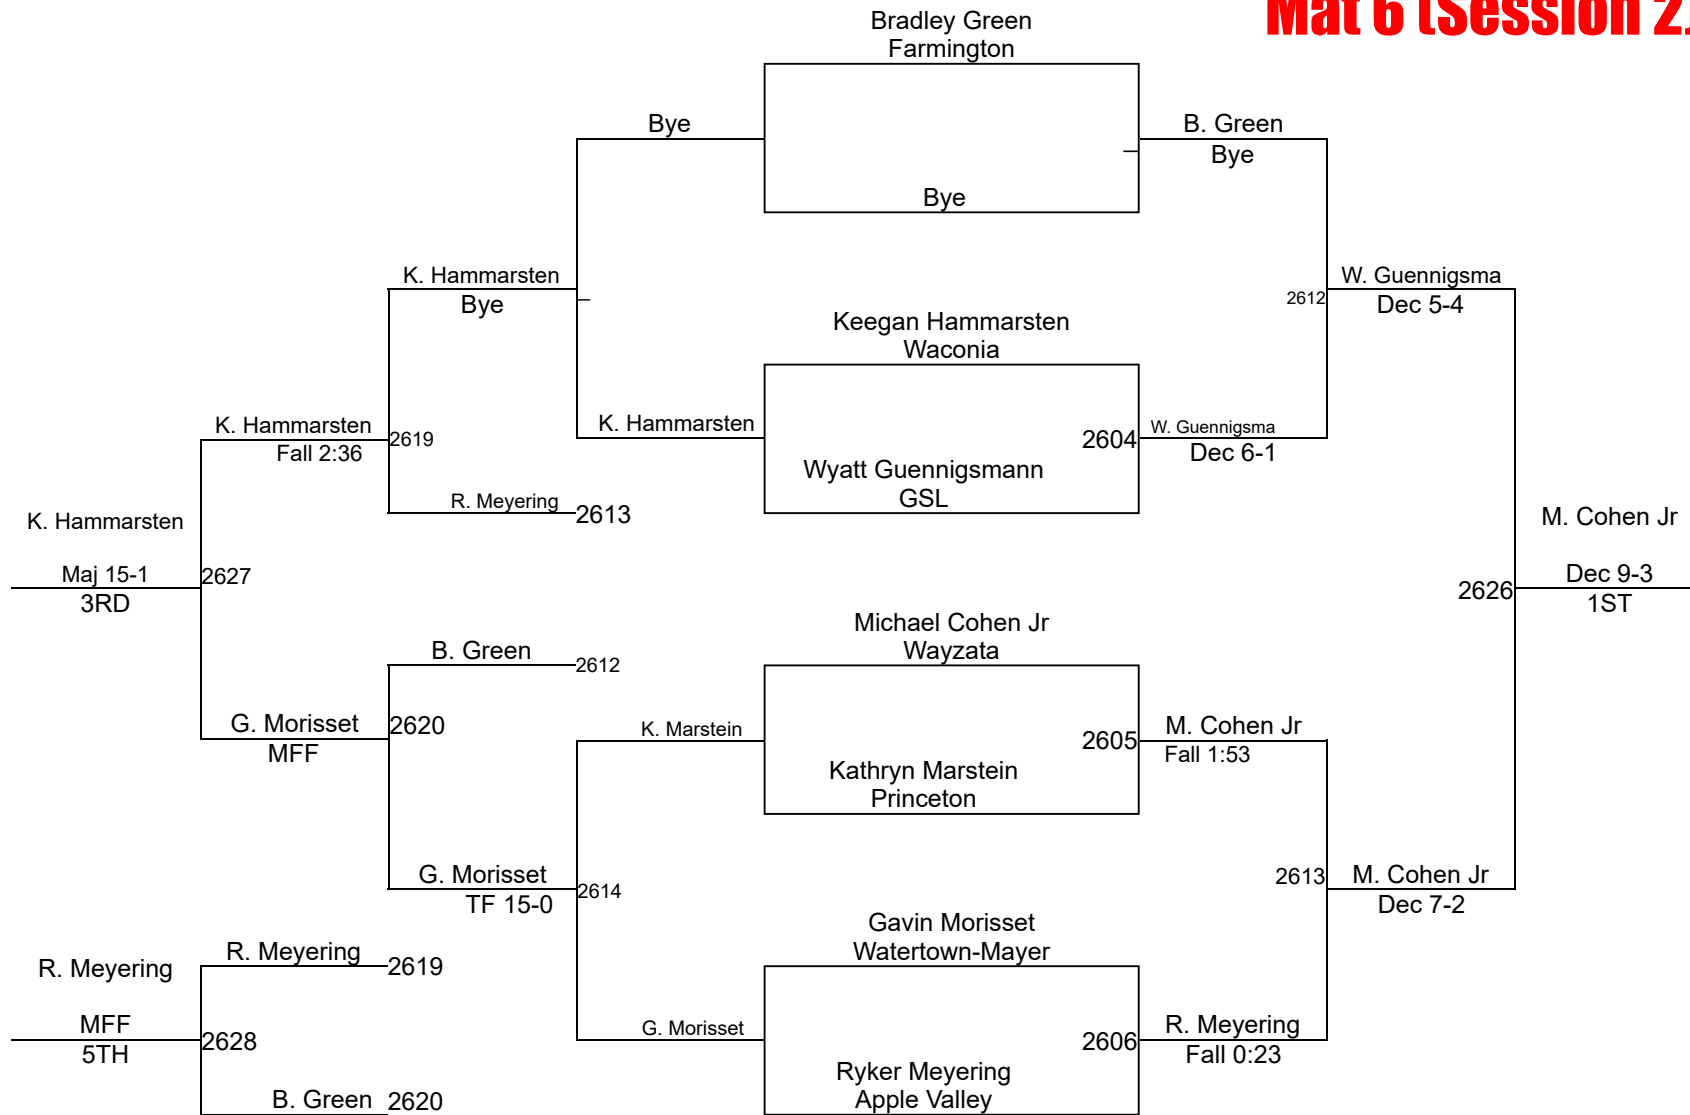 Mat 6 (Session 2)
Bradley Green
Farmington
Bye
B. Green
Bye
Bye
K. Hammarsten
Bye
W. Guennigsma
2612
Dec 5-4
Keegan Hammarsten
Waconia
K. Hammarsten
Fall 2:36
2619
K. Hammarsten
2604
W. Guennigsma
Dec 6-1
Wyatt Guennigsmann
GSL
R. Meyering
2613
K. Hammarsten
Maj 15-1
3RD
2627
M. Cohen Jr
2626
Dec 9-3
1ST
Michael Cohen Jr
Wayzata
B. Green
2612
G. Morisset
MFF
2620
K. Marstein
2605
M. Cohen Jr
Fall 1:53
Kathryn Marstein
Princeton
G. Morisset
TF 15-0
2614
2613
M. Cohen Jr
Dec 7-2
Gavin Morisset
Watertown-Mayer
R. Meyering
R. Meyering
2619
MFF
5TH
2628
G. Morisset
2606
R. Meyering
Fall 0:23
Ryker Meyering
Apple Valley
B. Green
2620